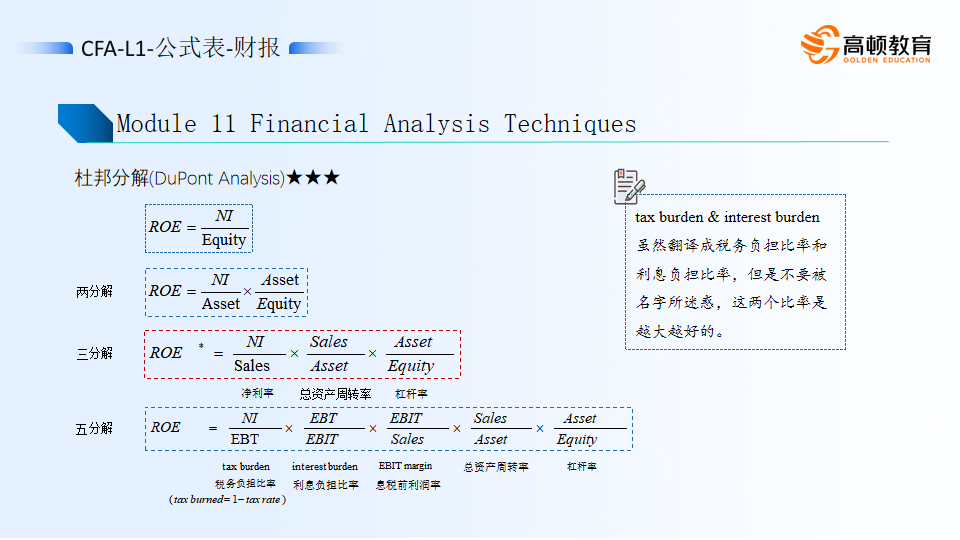 CFA-L1-公式表-财报
高顿教育
GOLDEN EDUCATION
Module 11 Financial Analysis Techniques
杜邦分解(DuPont Analysis)★★★
ROE = NI / Equity
两分解 ROE = NI / Asset × Asset / Equity
三分解 ROE * = NI / Sales × Sales / Asset × Asset / Equity
净利率 总资产周转率 杠杆率
五分解 ROE = NI / EBT × EBT / EBIT × EBIT / Sales × Sales / Asset × Asset / Equity
tax burden interest burden EBIT margin 总资产周转率 杠杆率
税务负担比率 利息负担比率 息税前利润率
(tax burned=1−tax rate)
tax burden & interest burden
虽然翻译成税务负担比率和
利息负担比率，但是不要被
名字所迷惑，这两个比率是
越大越好的。